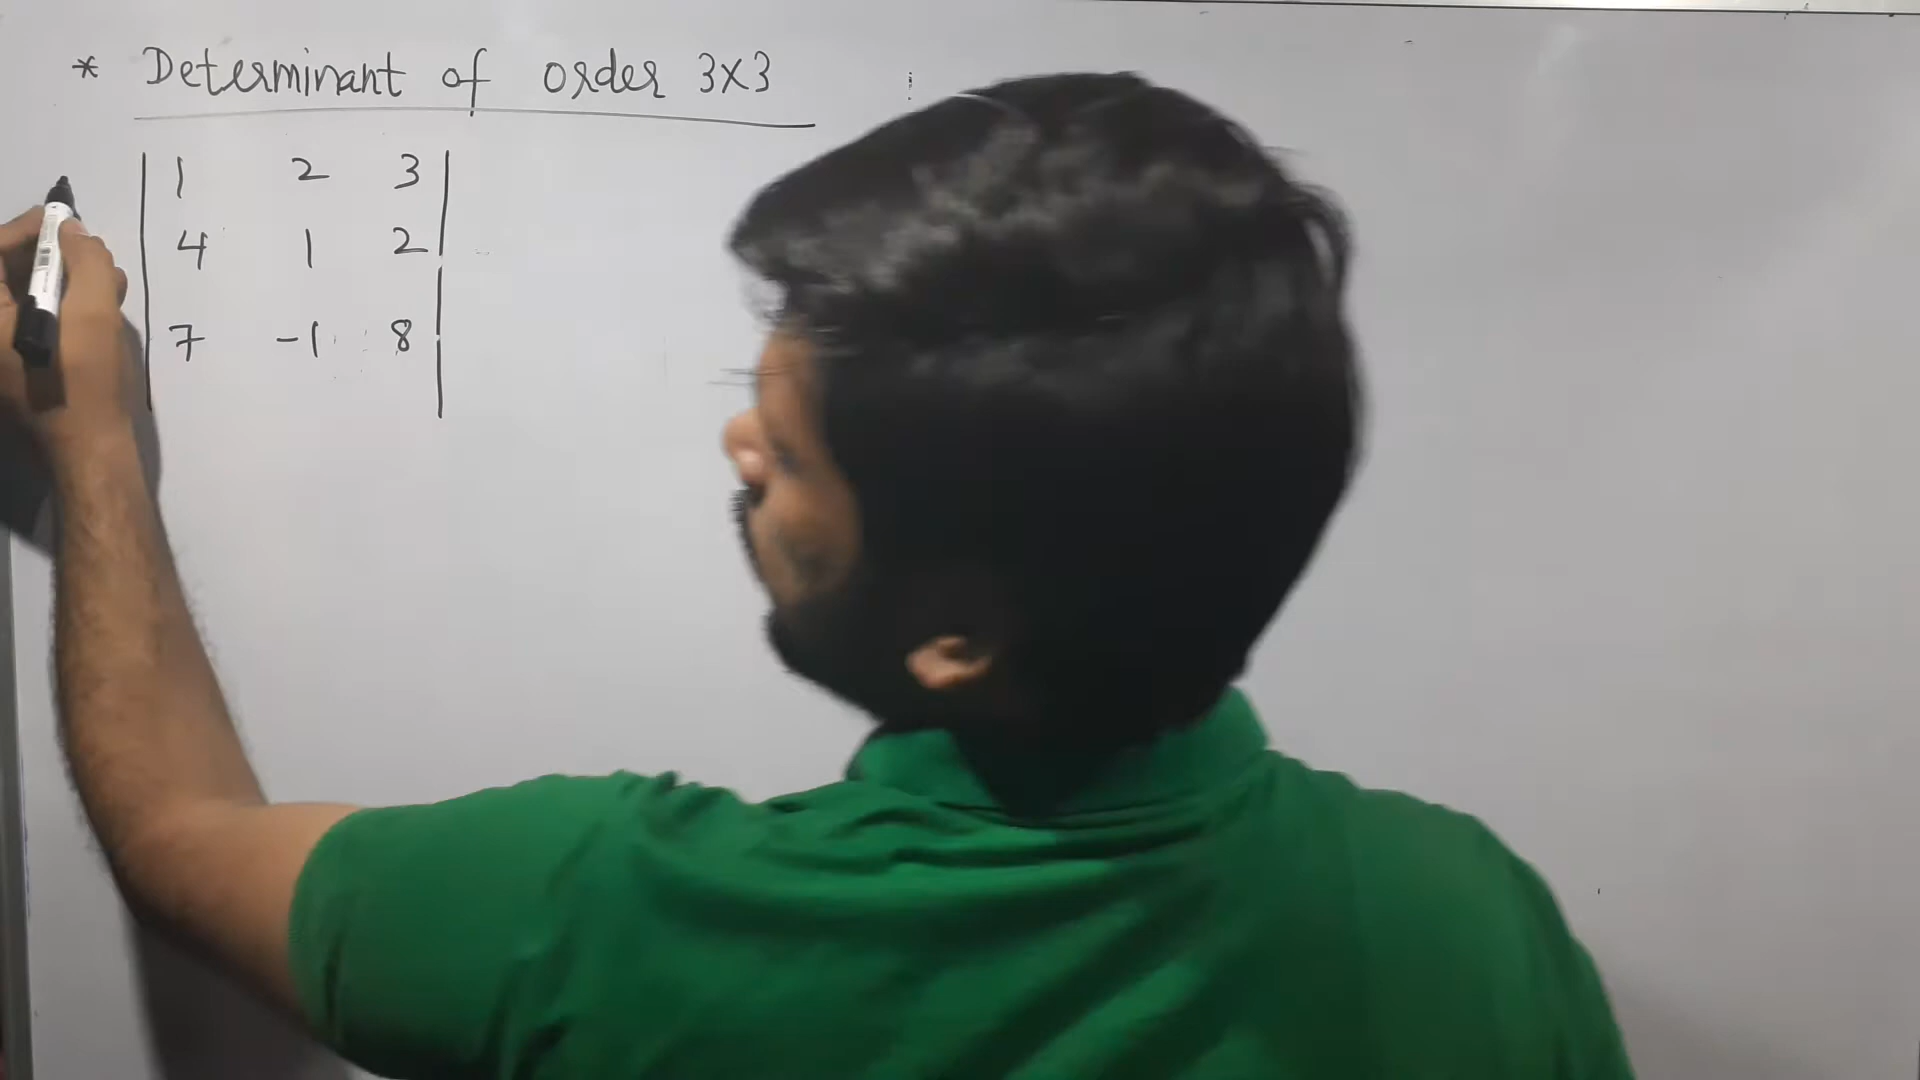 * Determinant of order 3x3
| 1 2 3 |
| 4 1 2 |
| 7 -1 8 |